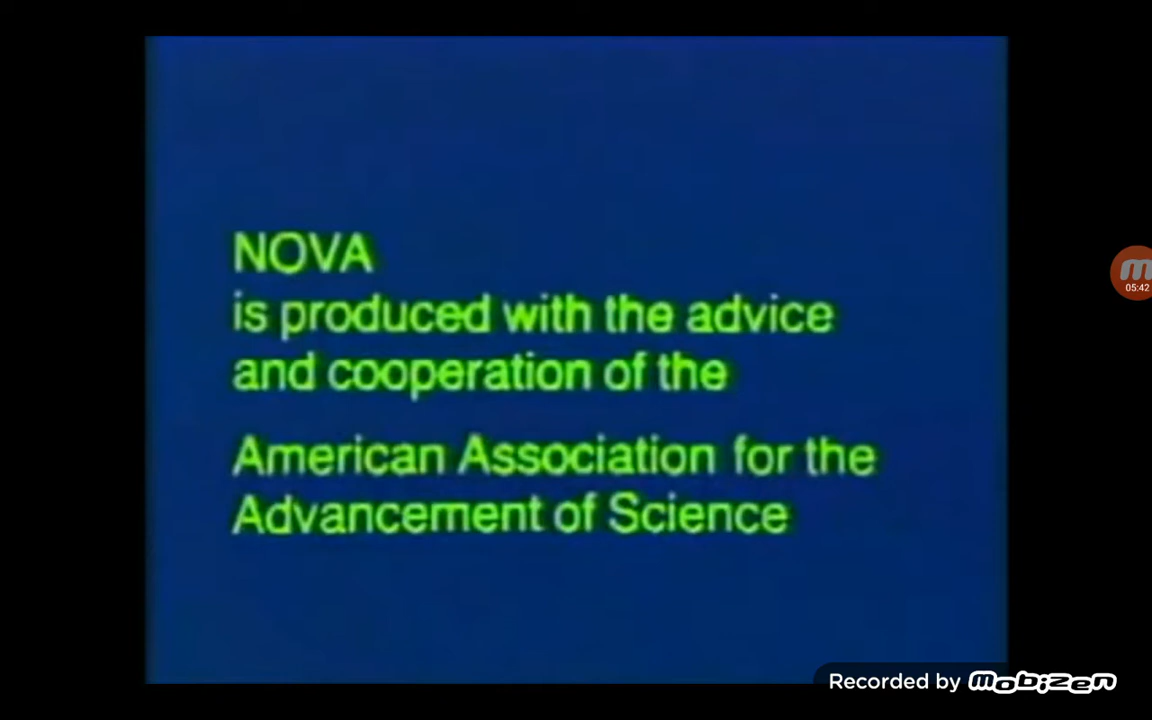 NOVA
is produced with the advice
and cooperation of the
American Association for the
Advancement of Science
05:42
Recorded by mobizen